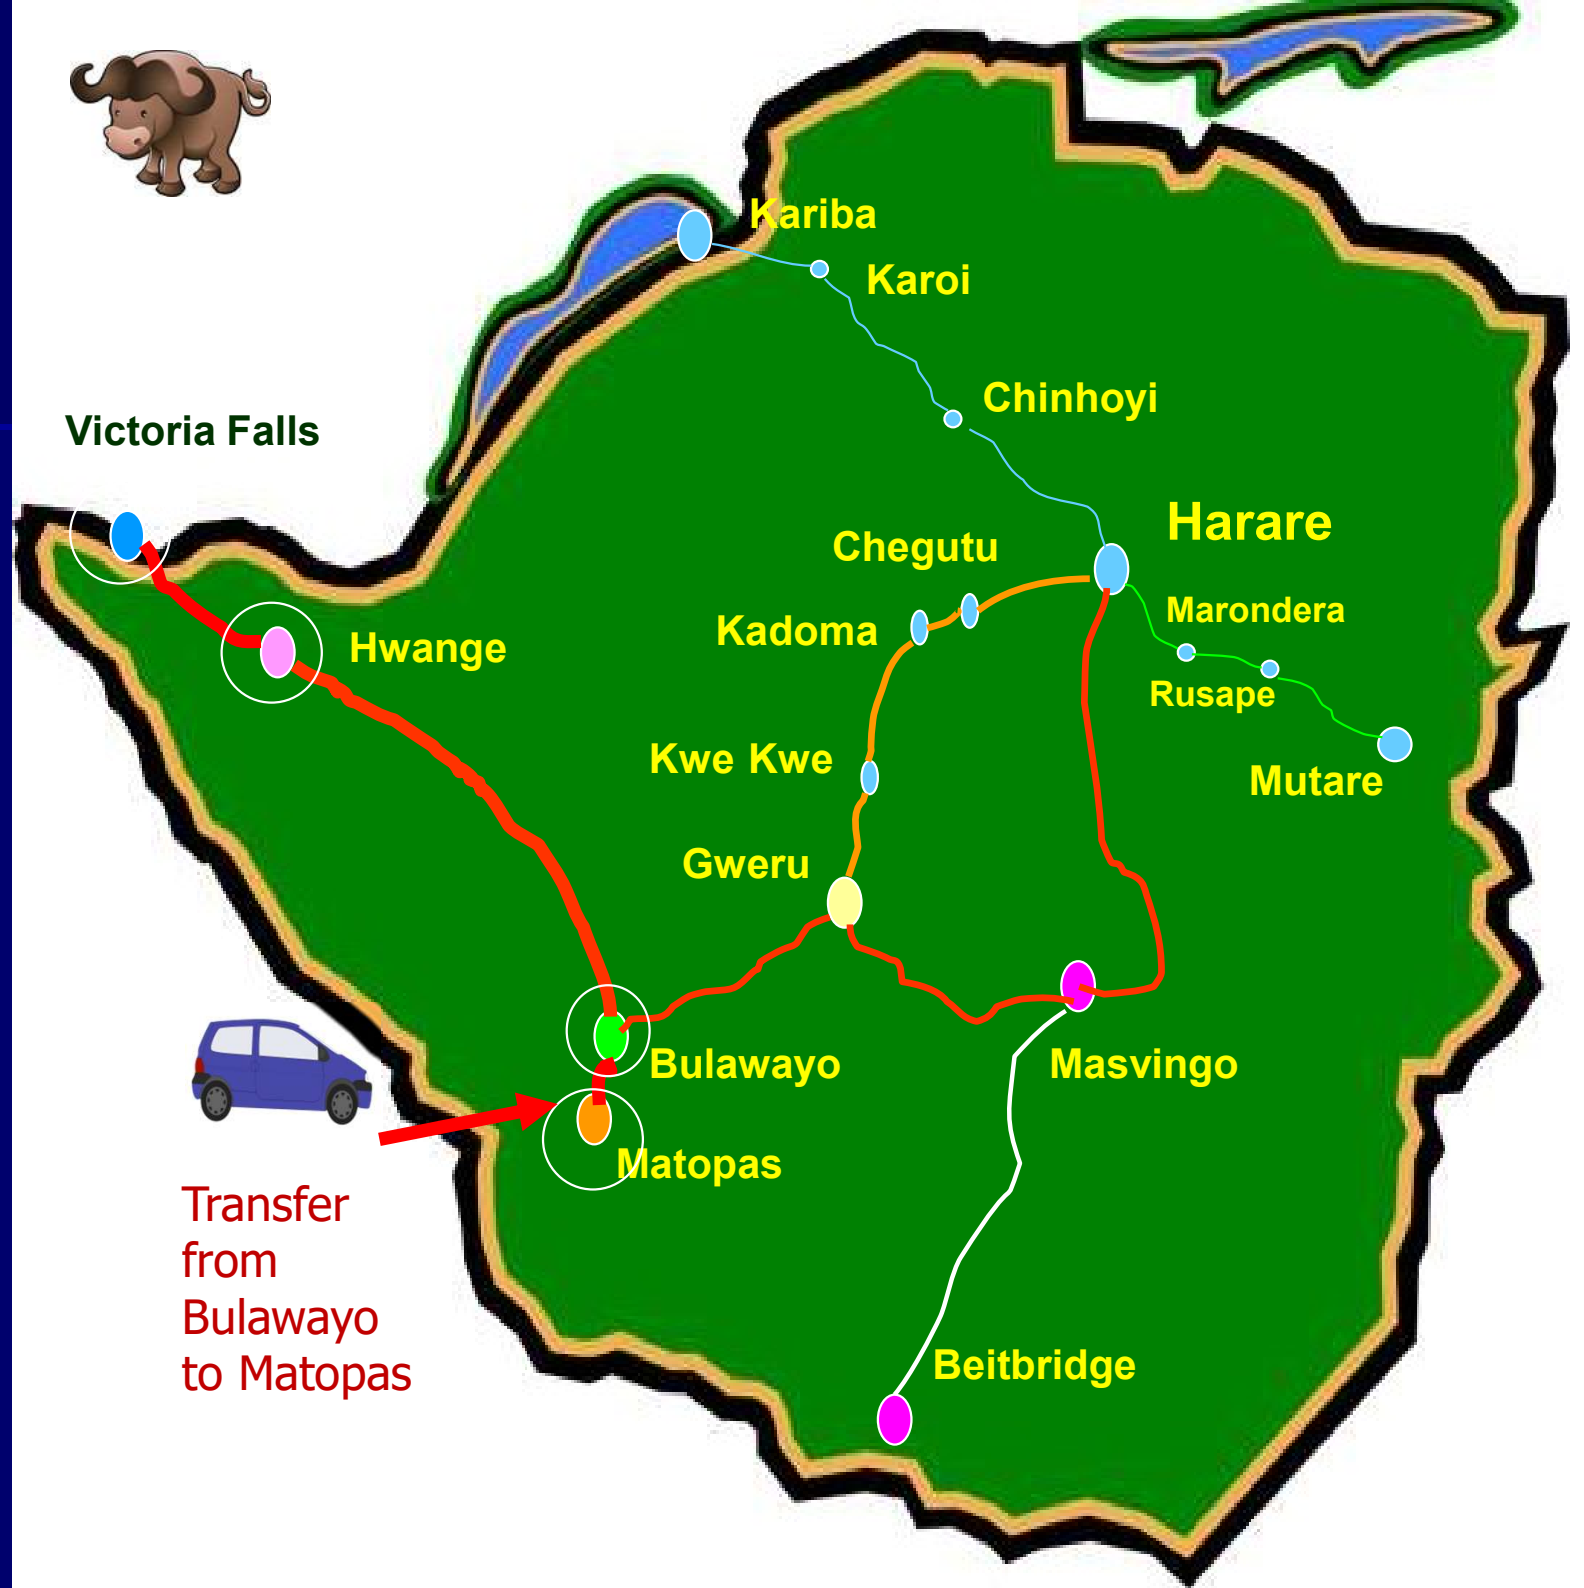 Kariba
Karoi
Chinhoyi
Victoria Falls
Harare
Chegutu
Marondera
Kadoma
Hwange
Rusape
Kwe Kwe
Mutare
Gweru
Bulawayo
Masvingo
Matopas
Transfer
from
Bulawayo
to Matopas
Beitbridge